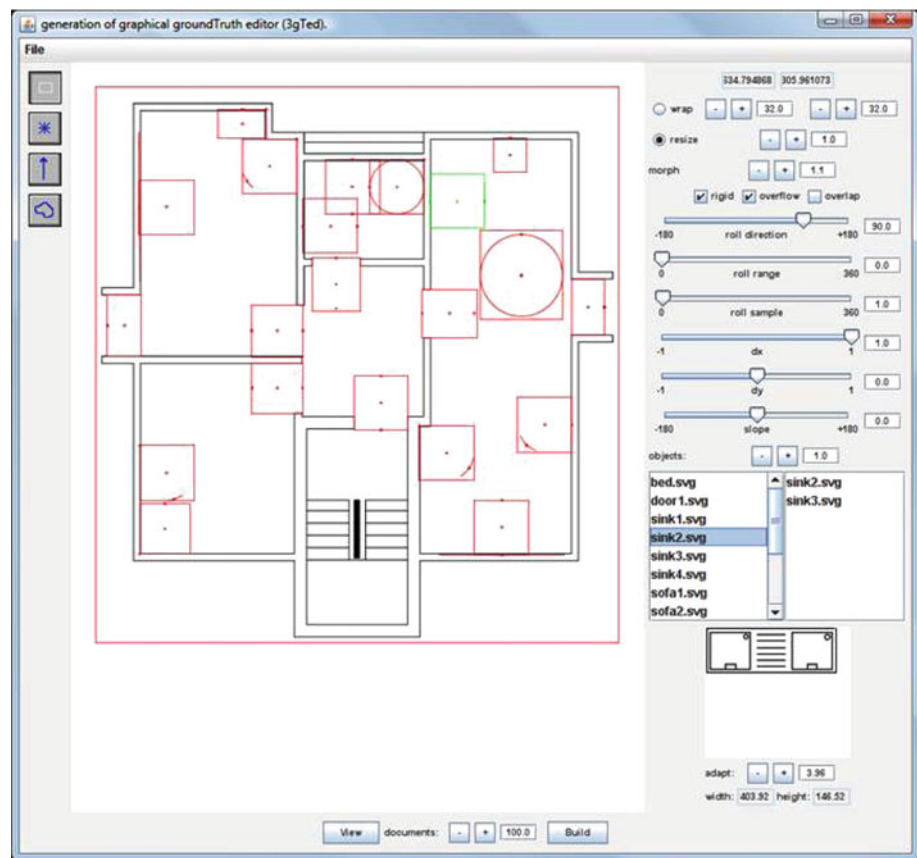 generation of graphical groundTruth editor (3gTed).
File
534.794868 305.961073
wrap - + 32.0 - + 32.0
resize - + 1.0
morph - + 1.1
rigid overflow overlap
-180 roll direction +180 90.0
0 roll range 360 0.0
0 roll sample 360 1.0
-1 dx 1 1.0
-1 dy 1 0.0
-180 slope +180 0.0
objects: - + 1.0
bed.svg sink2.svg
door1.svg sink3.svg
sink1.svg
sink2.svg
sink3.svg
sink4.svg
sofa1.svg
sofa2.svg
adapt: - + 3.96
width: 403.92 height: 146.52
View documents: - + 100.0 Build